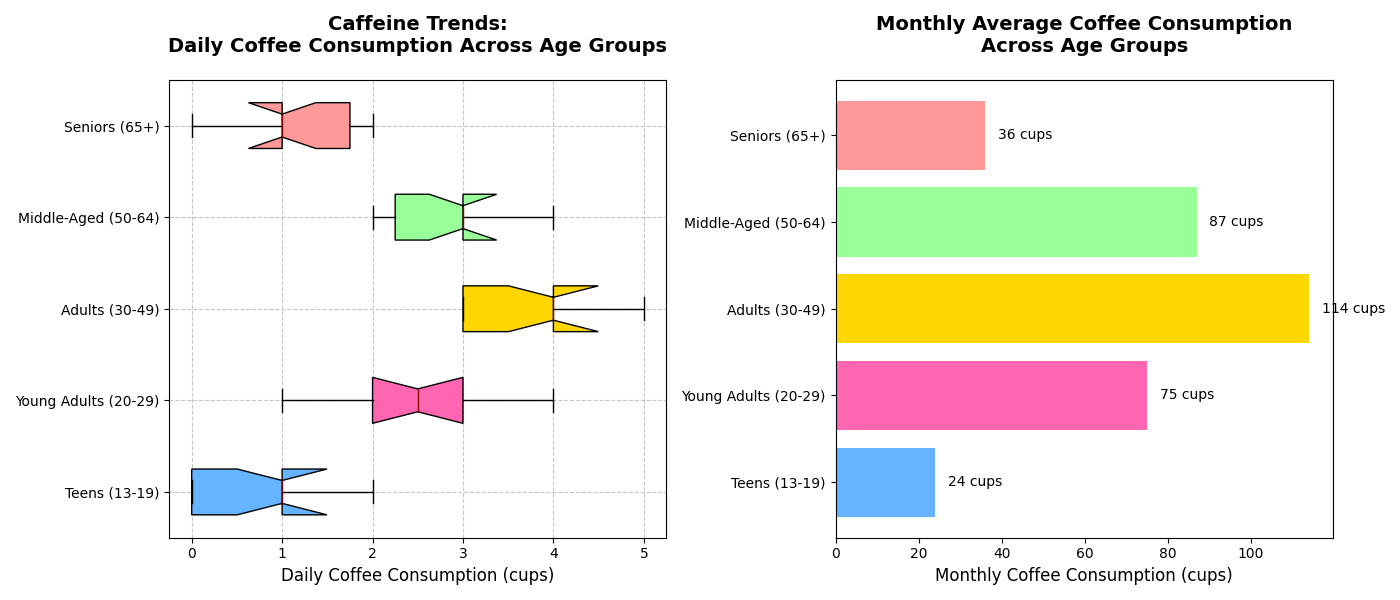 Caffeine Trends:
Daily Coffee Consumption Across Age Groups
Seniors (65+)
Middle-Aged (50-64)
Adults (30-49)
Young Adults (20-29)
Teens (13-19)
0 1 2 3 4 5
Daily Coffee Consumption (cups)
Monthly Average Coffee Consumption
Across Age Groups
Seniors (65+)
36 cups
Middle-Aged (50-64)
87 cups
Adults (30-49)
114 cups
Young Adults (20-29)
75 cups
Teens (13-19)
24 cups
0 20 40 60 80 100
Monthly Coffee Consumption (cups)